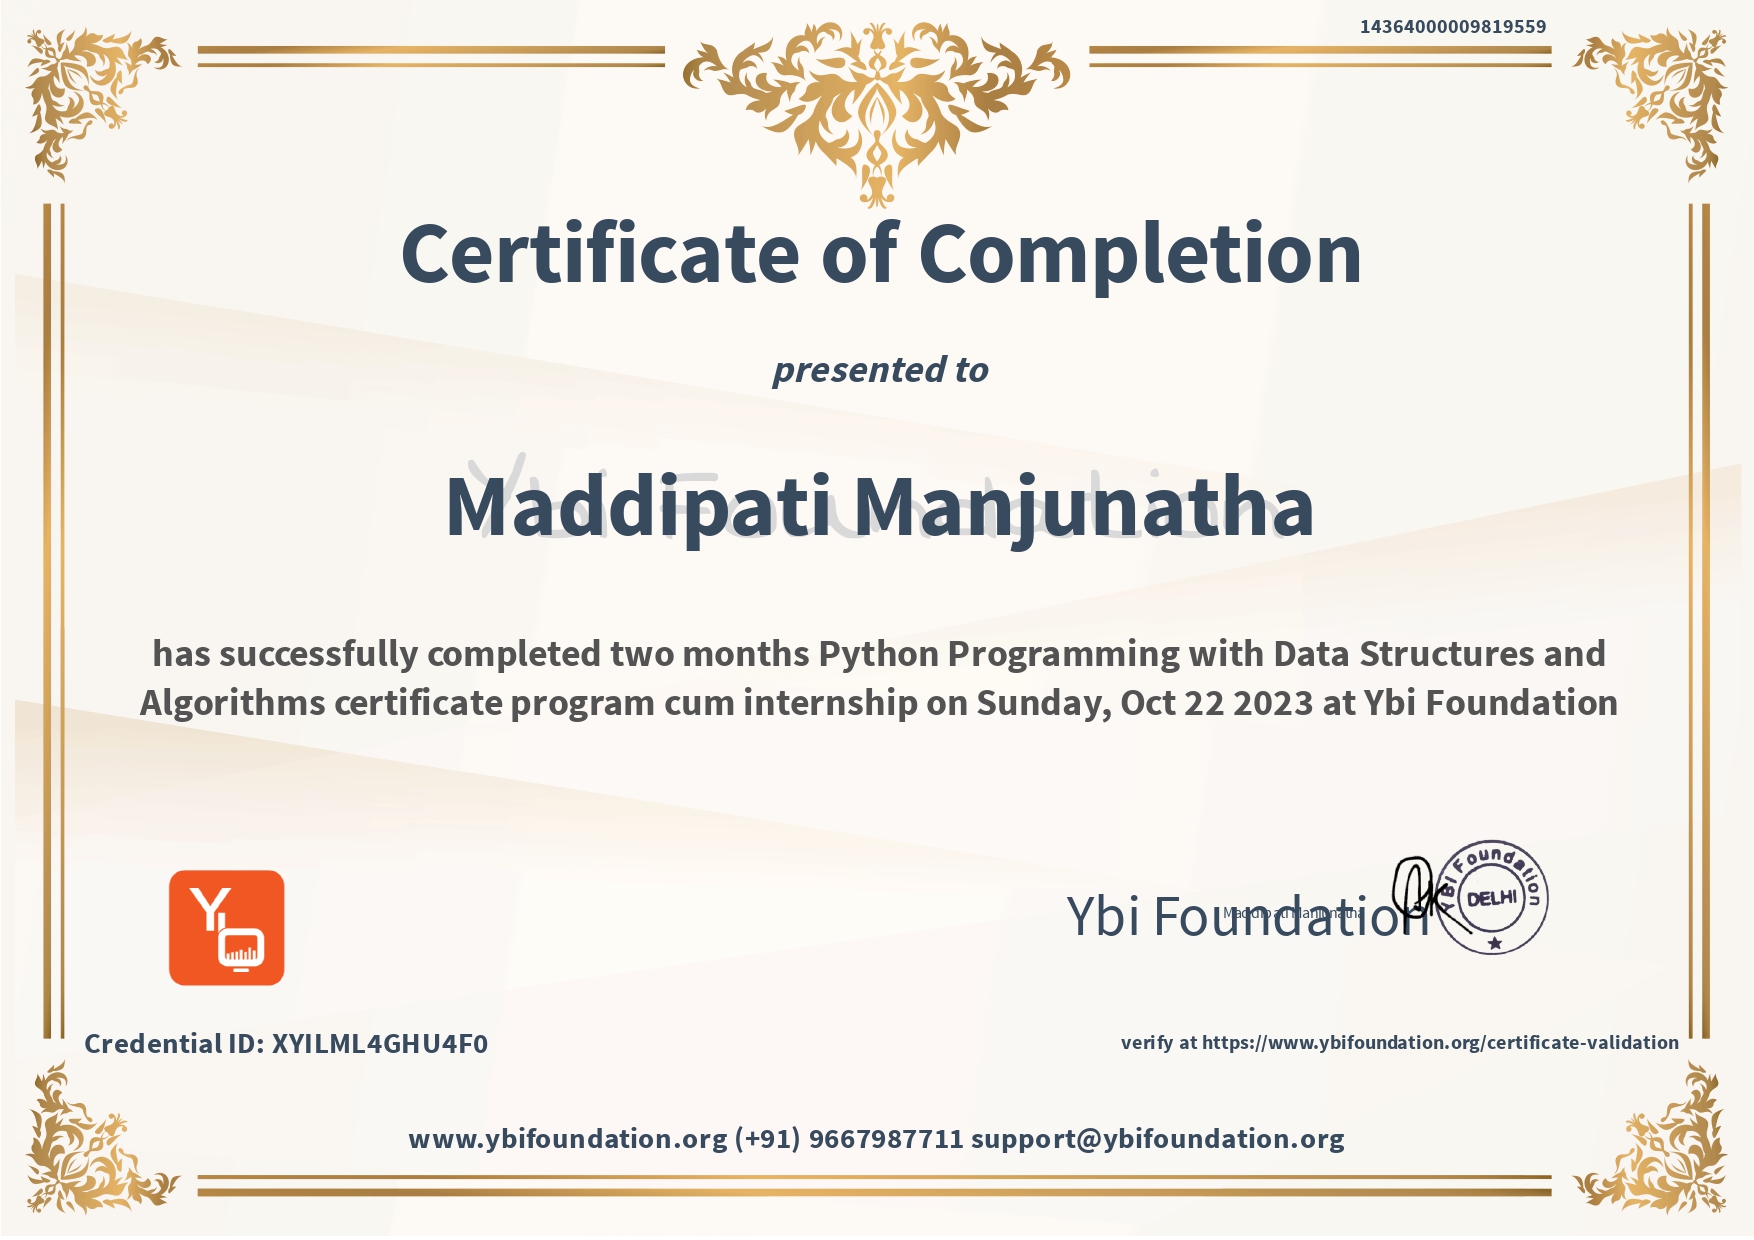 14364000009819559
Certificate of Completion
presented to
Ybi Foundation
Maddipati Manjunatha
has successfully completed two months Python Programming with Data Structures and
Algorithms certificate program cum internship on Sunday, Oct 22 2023 at Ybi Foundation
Ybi Foundation
Maddipati Manjunatha
YBI Foundation
DELHI
Credential ID: XYILML4GHU4F0
verify at https://www.ybifoundation.org/certificate-validation
www.ybifoundation.org (+91) 9667987711 support@ybifoundation.org